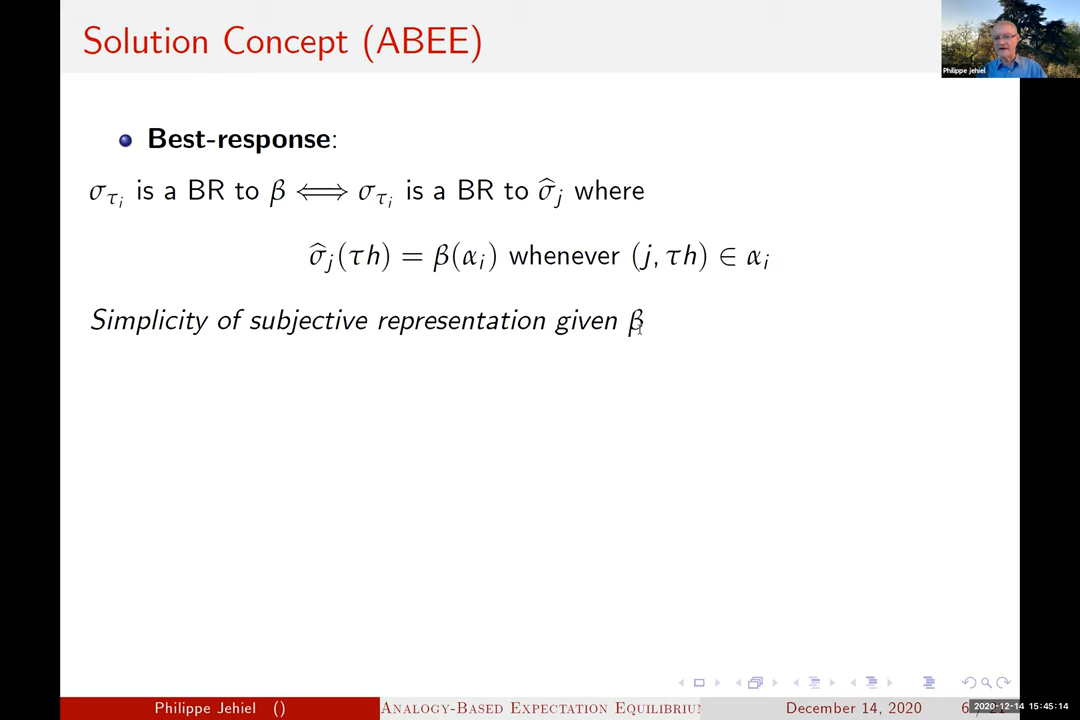 Solution Concept (ABEE)
Philippe jehiel
Best-response:
σ_{τ_i} is a BR to β ⟺ σ_{τ_i} is a BR to σ̂_j where
σ̂_j(τh) = β(α_i) whenever (j, τh) ∈ α_i
Simplicity of subjective representation given β
Philippe Jehiel () Analogy-Based Expectation Equilibriu December 14, 2020 6
2020-12-14 15:45:14